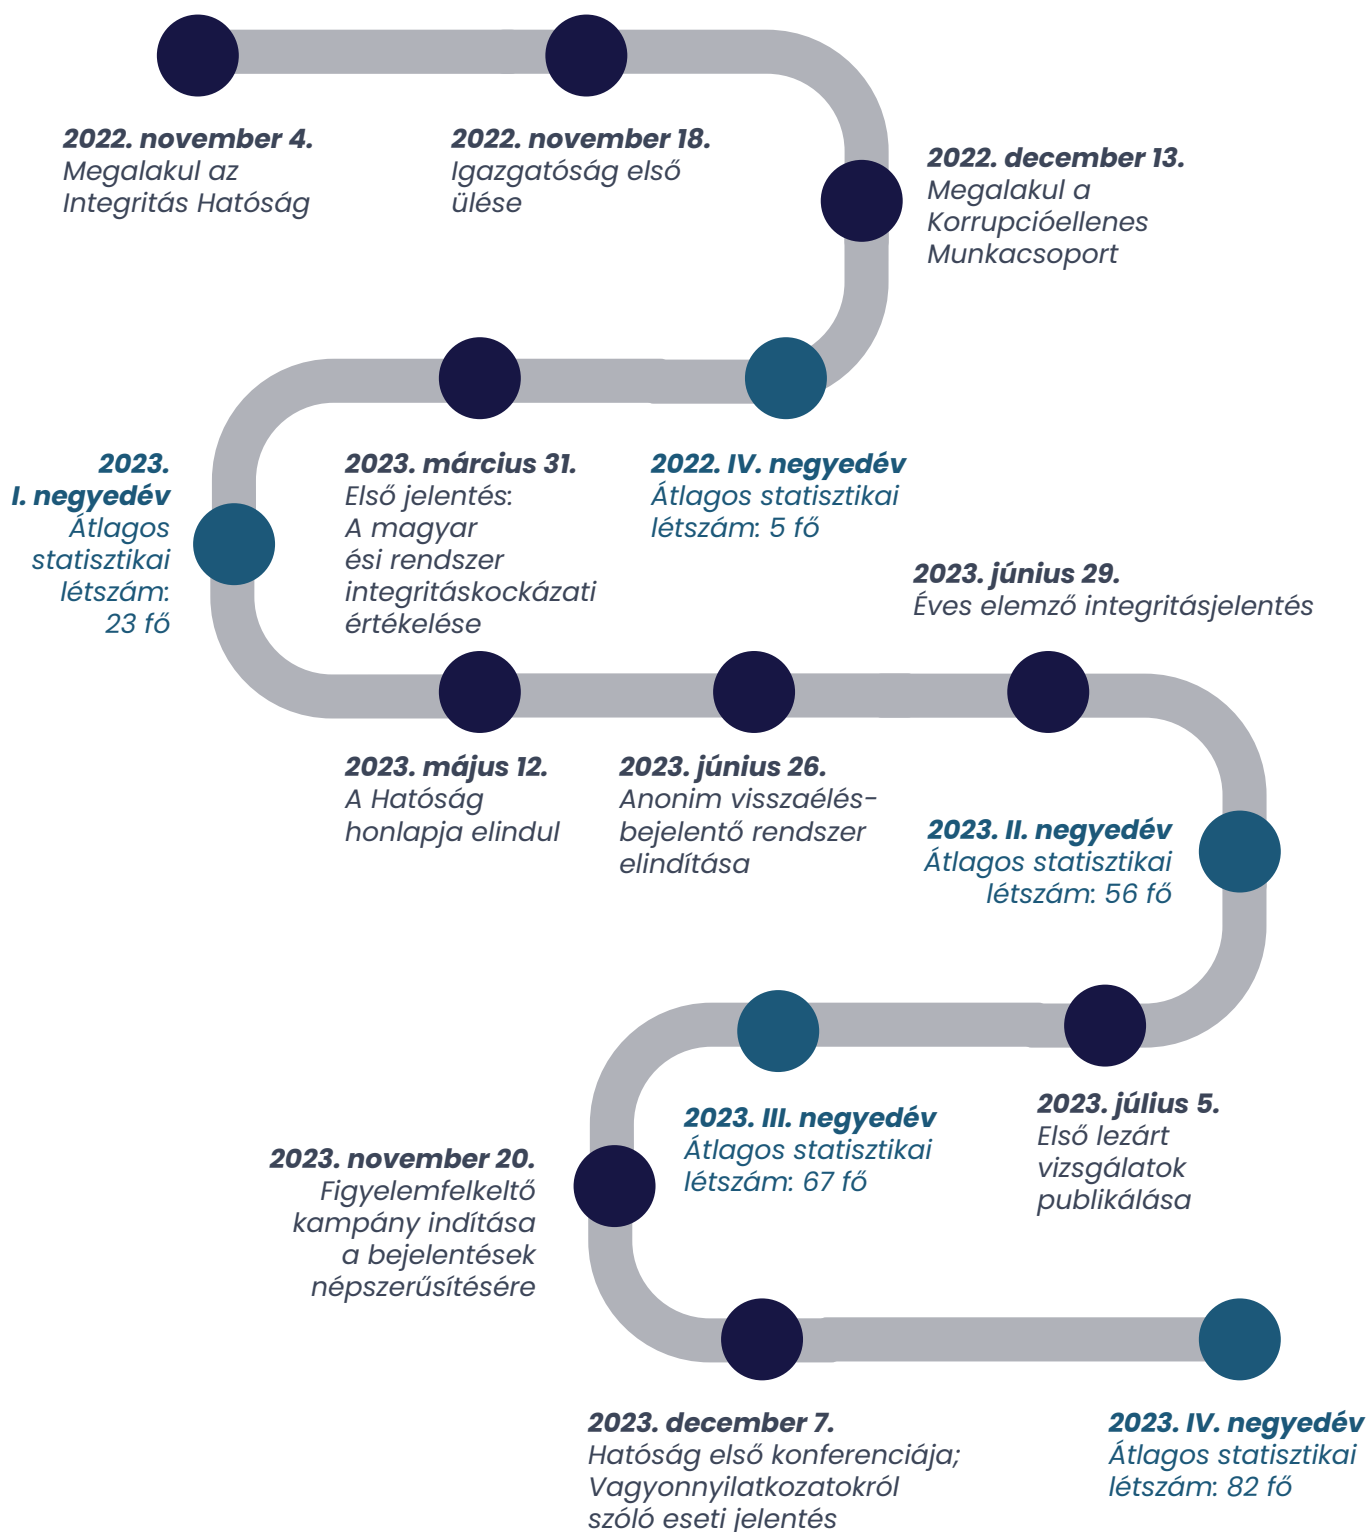 2022. november 4.
Megalakul az
Integritás Hatóság
2022. november 18.
Igazgatóság első
ülése
2022. december 13.
Megalakul a
Korrupcióellenes
Munkacsoport
2022. IV. negyedév
Átlagos statisztikai
létszám: 5 fő
2023. március 31.
Első jelentés:
A magyar
ési rendszer
integritáskockázati
értékelése
2023.
I. negyedév
Átlagos
statisztikai
létszám:
23 fő
2023. május 12.
A Hatóság
honlapja elindul
2023. június 26.
Anonim visszaélés-
bejelentő rendszer
elindítása
2023. június 29.
Éves elemző integritásjelentés
2023. II. negyedév
Átlagos statisztikai
létszám: 56 fő
2023. július 5.
Első lezárt
vizsgálatok
publikálása
2023. III. negyedév
Átlagos statisztikai
létszám: 67 fő
2023. november 20.
Figyelemfelkeltő
kampány indítása
a bejelentések
népszerűsítésére
2023. december 7.
Hatóság első konferenciája;
Vagyonnyilatkozatokról
szóló eseti jelentés
2023. IV. negyedév
Átlagos statisztikai
létszám: 82 fő